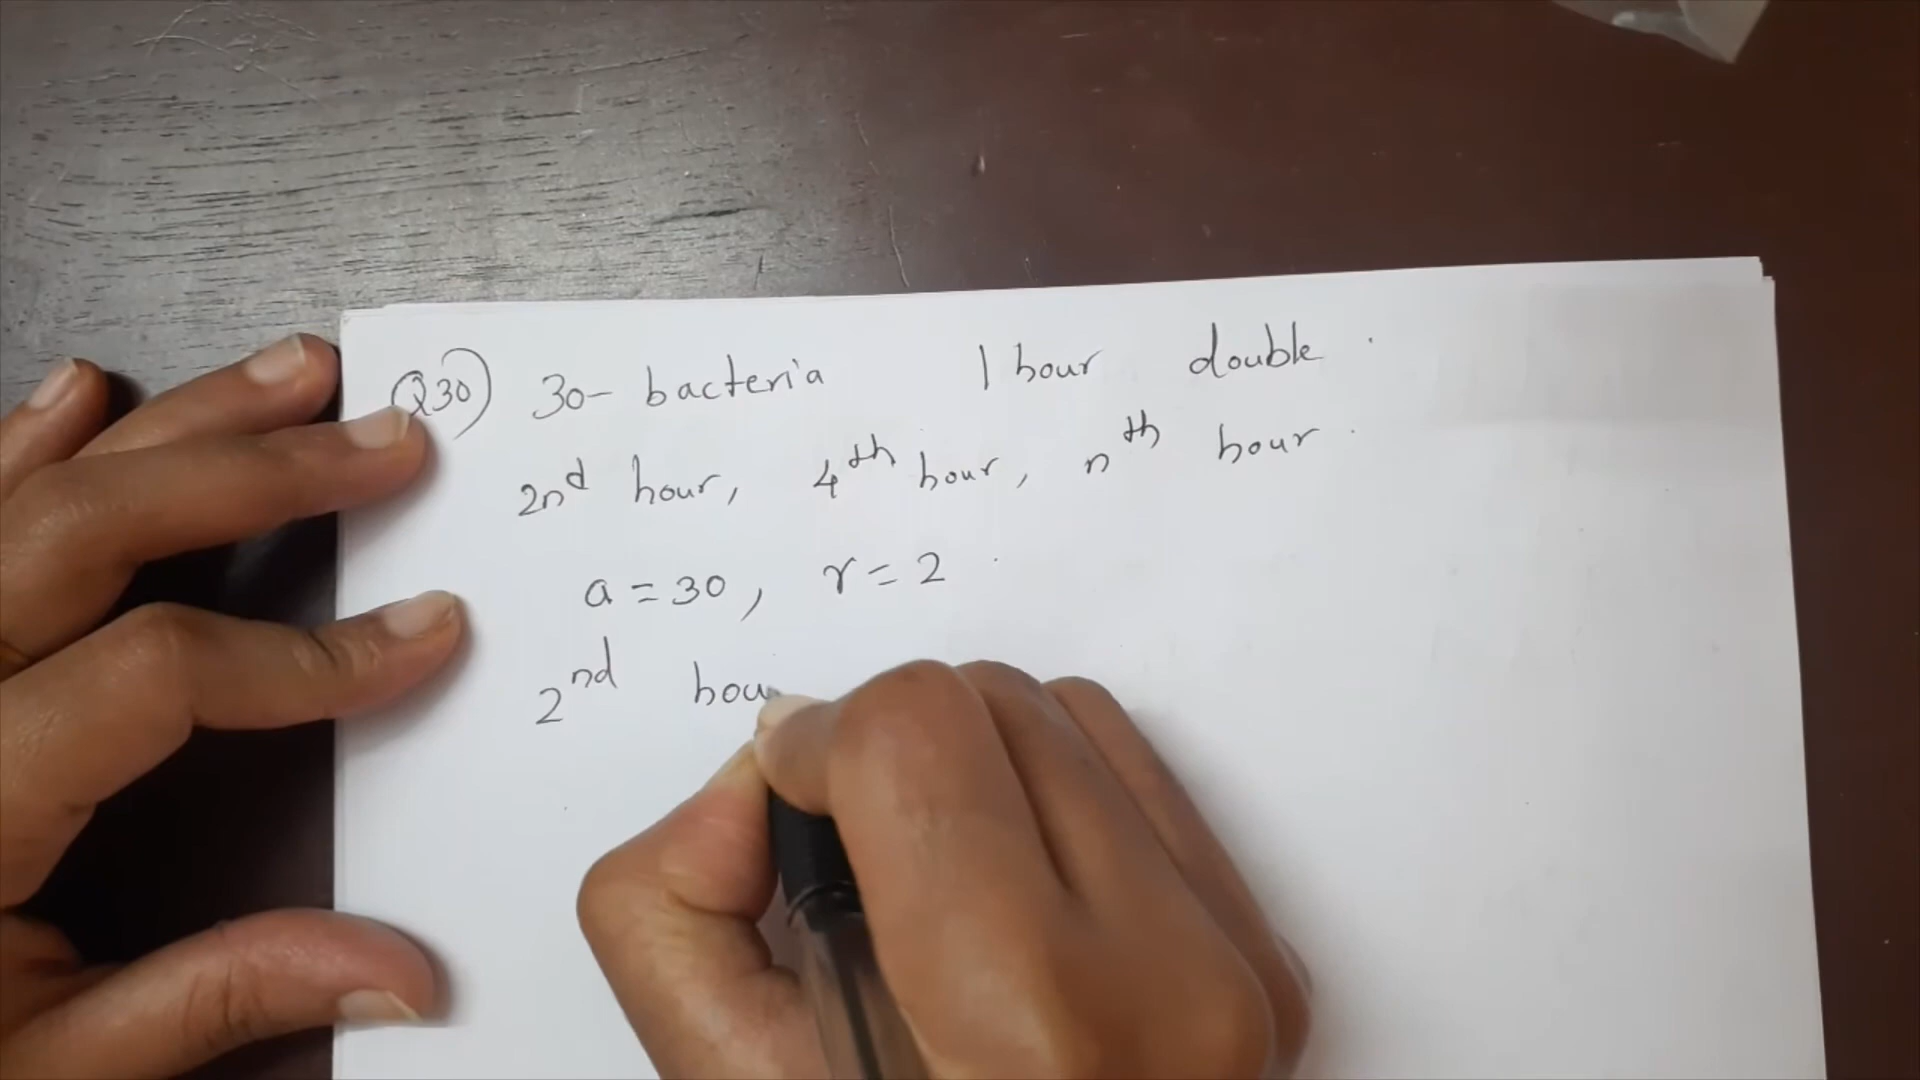 Q30) 30- bacteria 1 hour double.
2nd hour, 4th hour, nth hour.
a = 30, r = 2
2nd hou